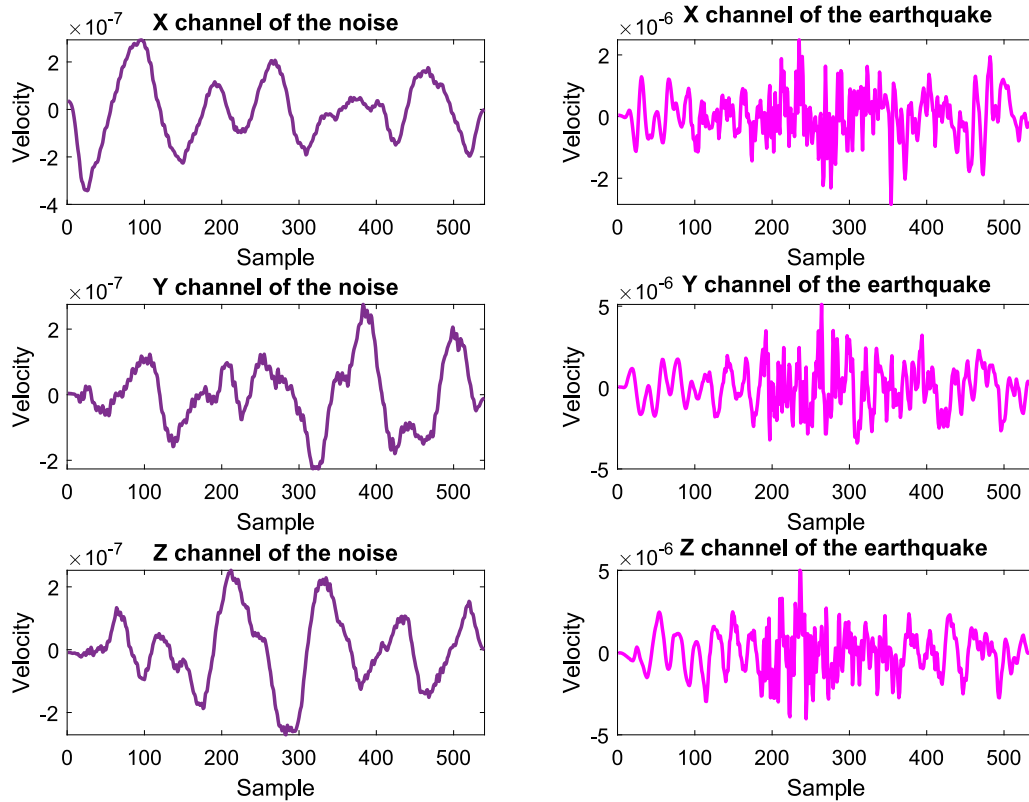 X channel of the noise
×10-7
Velocity
2
0
-2
-4
0 100 200 300 400 500
Sample
X channel of the earthquake
×10-6
Velocity
2
0
-2
0 100 200 300 400 500
Sample
Y channel of the noise
×10-7
Velocity
2
0
-2
0 100 200 300 400 500
Sample
Y channel of the earthquake
×10-6
Velocity
5
0
-5
0 100 200 300 400 500
Sample
Z channel of the noise
×10-7
Velocity
2
0
-2
0 100 200 300 400 500
Sample
Z channel of the earthquake
×10-6
Velocity
5
0
-5
0 100 200 300 400 500
Sample